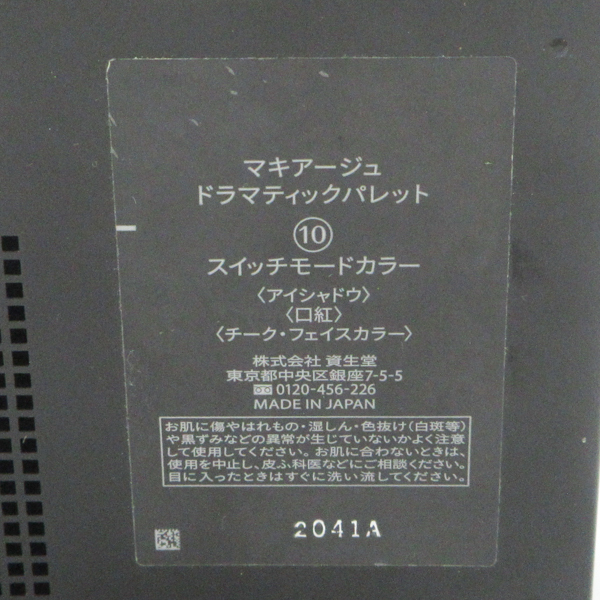 マキアージュ
ドラマティックパレット
⑩
スイッチモードカラー
〈アイシャドウ〉
〈口紅〉
〈チーク・フェイスカラー〉
株式会社 資生堂
東京都中央区銀座7-5-5
0120-456-226
MADE IN JAPAN
お肌に傷やはれもの・湿しん・色抜け(白斑等)
や黒ずみなどの異常が生じていないかよく注意
して使用してください。お肌に合わないときは、
使用を中止し、皮ふ科医などにご相談ください。
目に入ったときはすぐに洗い流してください。
2041A